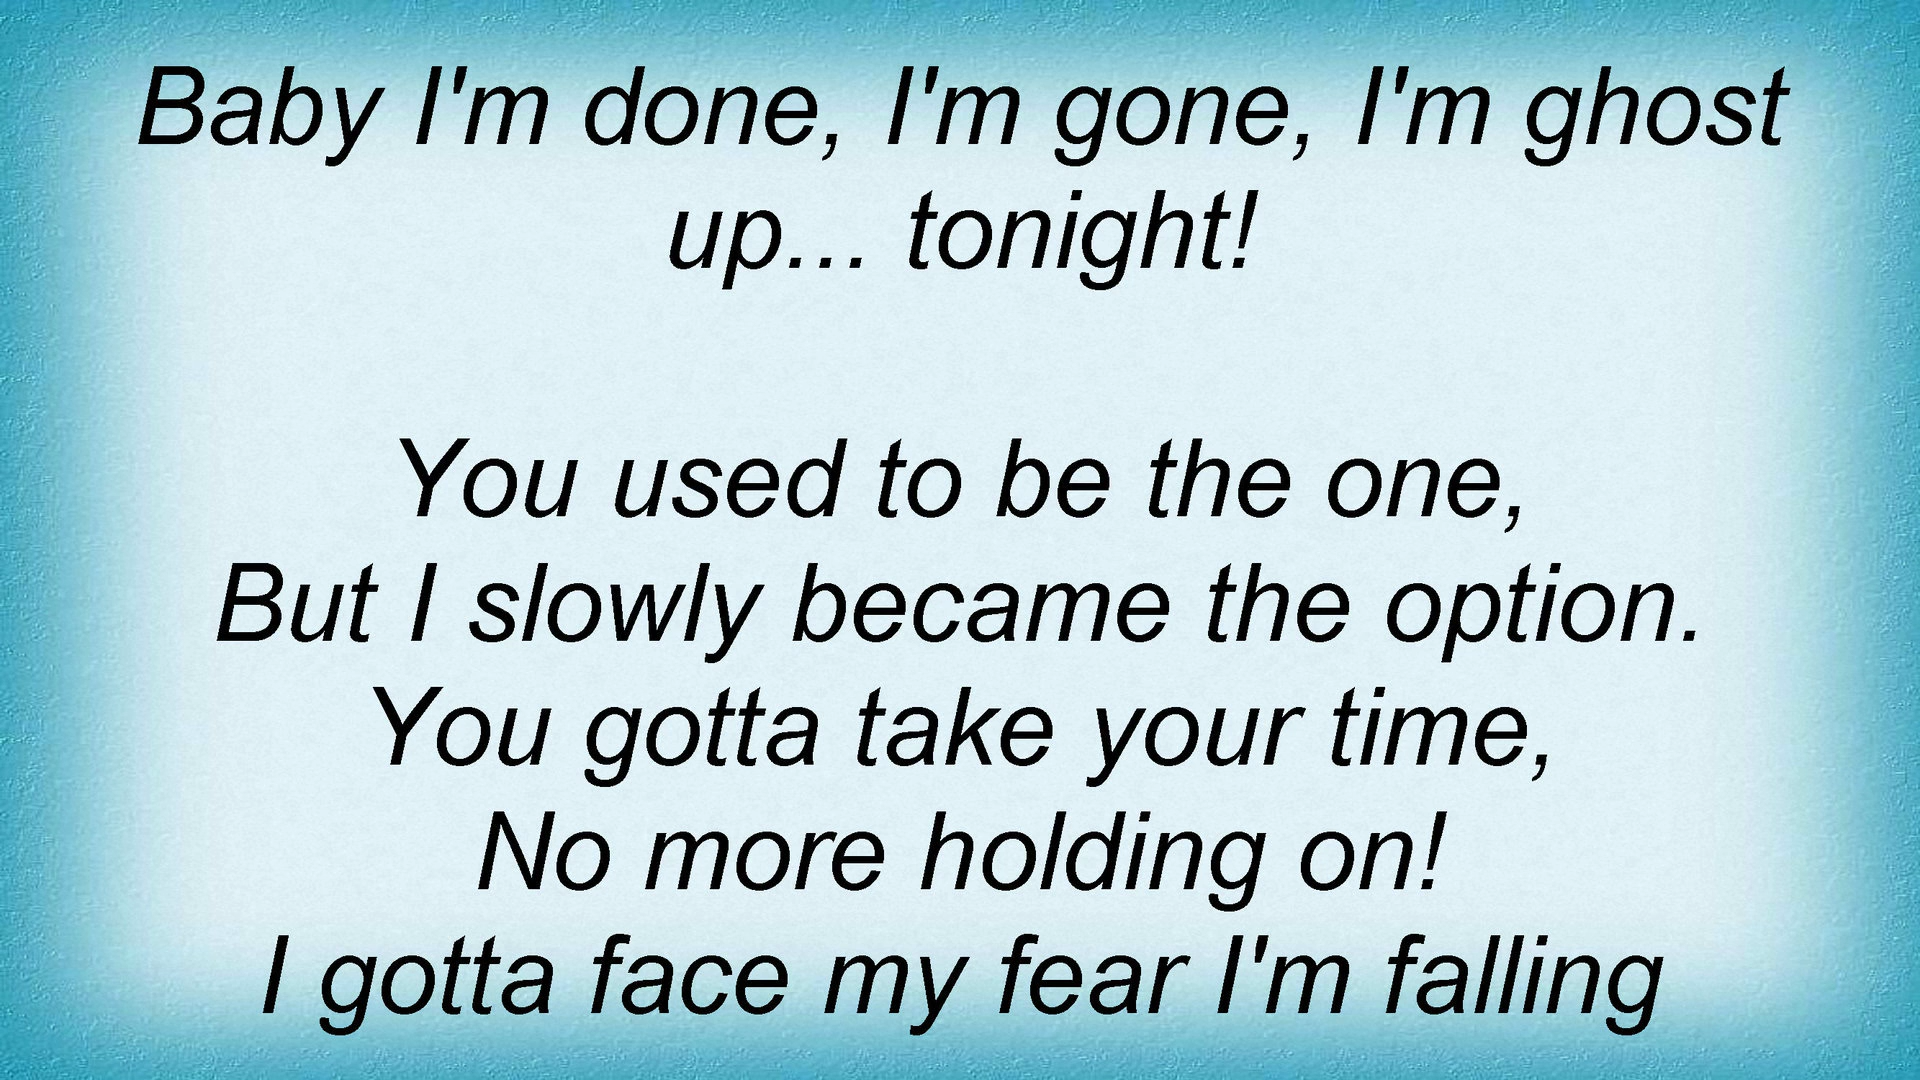 Baby I'm done, I'm gone, I'm ghost
up... tonight!
You used to be the one,
But I slowly became the option.
You gotta take your time,
No more holding on!
I gotta face my fear I'm falling